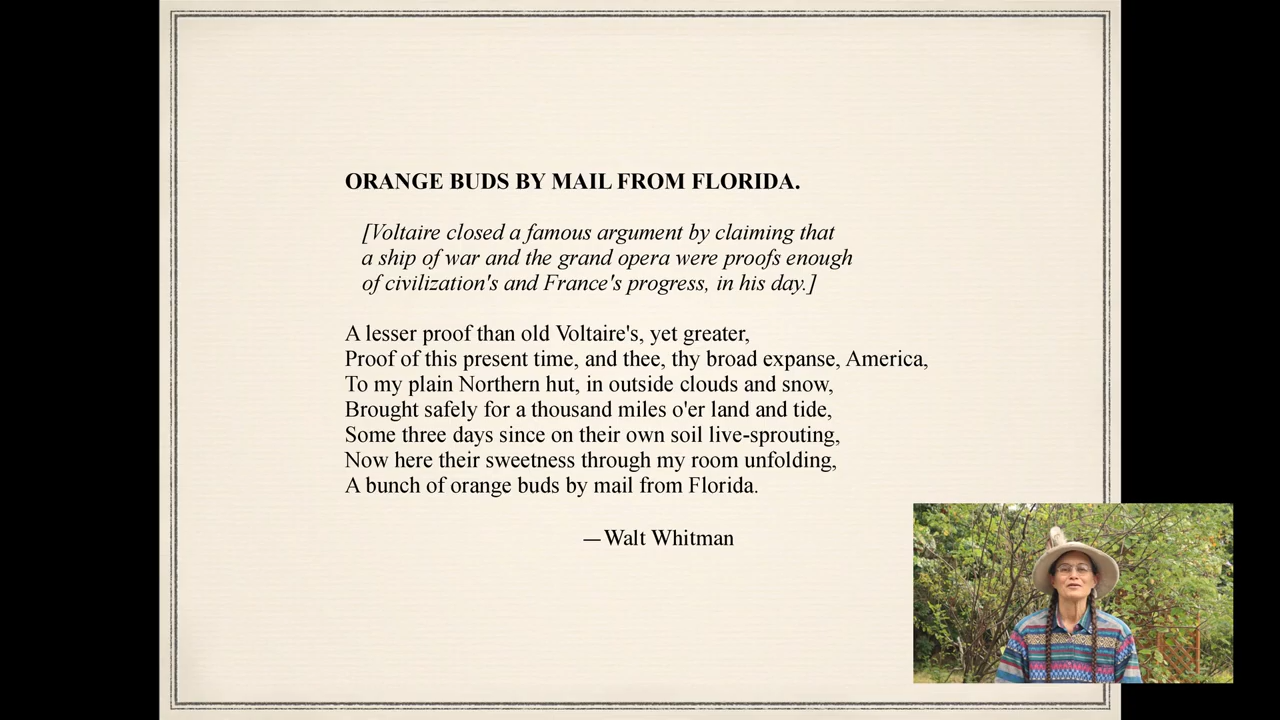 ORANGE BUDS BY MAIL FROM FLORIDA.
[Voltaire closed a famous argument by claiming that
a ship of war and the grand opera were proofs enough
of civilization's and France's progress, in his day.]
A lesser proof than old Voltaire's, yet greater,
Proof of this present time, and thee, thy broad expanse, America,
To my plain Northern hut, in outside clouds and snow,
Brought safely for a thousand miles o'er land and tide,
Some three days since on their own soil live-sprouting,
Now here their sweetness through my room unfolding,
A bunch of orange buds by mail from Florida.
—Walt Whitman